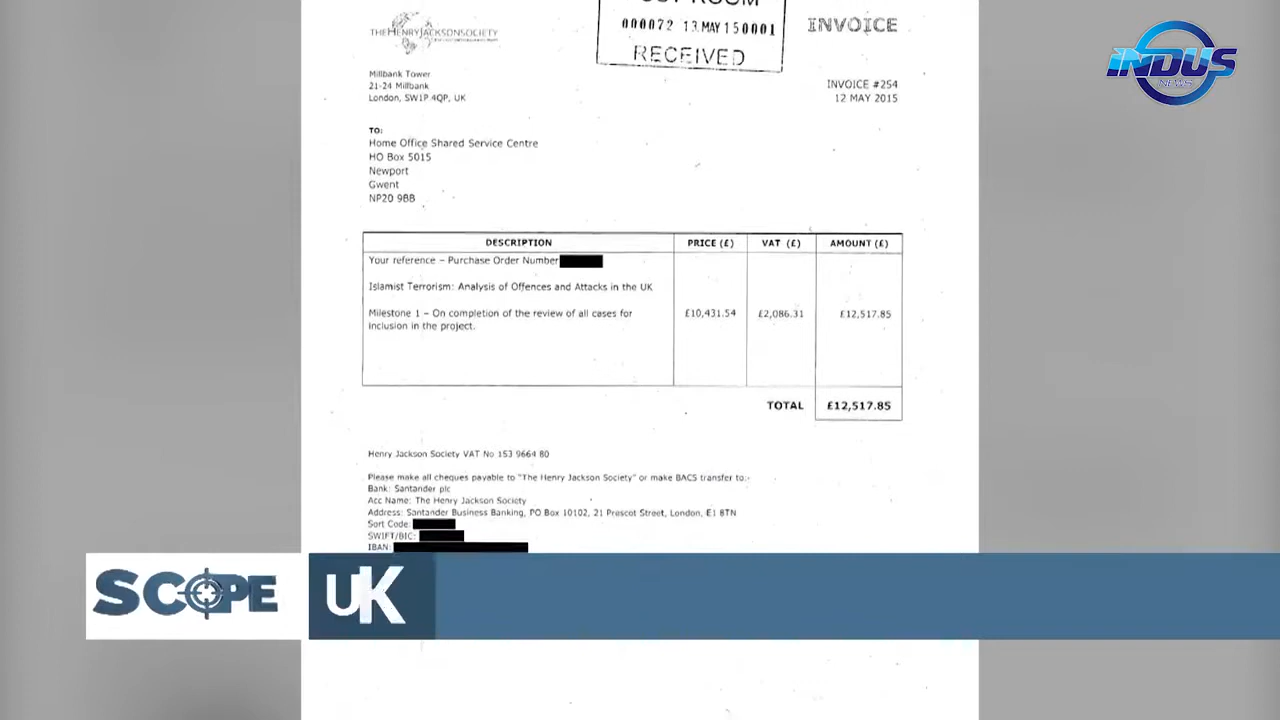 ROOM
000072 13 MAY 15 0001
RECEIVED
THE HENRY JACKSON SOCIETY
INVOICE
INDUS
NEWS
Millbank Tower
21-24 Millbank
London, SW1P 4QP, UK
INVOICE #254
12 MAY 2015
TO:
Home Office Shared Service Centre
HO Box 5015
Newport
Gwent
NP20 9BB
DESCRIPTION PRICE (£) VAT (£) AMOUNT (£)
Your reference – Purchase Order Number
Islamist Terrorism: Analysis of Offences and Attacks in the UK
Milestone 1 – On completion of the review of all cases for £10,431.54 £2,086.31 £12,517.85
inclusion in the project.
TOTAL £12,517.85
Henry Jackson Society VAT No 153 9664 80
Please make all cheques payable to "The Henry Jackson Society" or make BACS transfer to:-
Bank: Santander plc
Acc Name: The Henry Jackson Society
Address: Santander Business Banking, PO Box 10102, 21 Prescot Street, London, E1 8TN
Sort Code:
SWIFT/BIC:
IBAN:
SCOPE UK